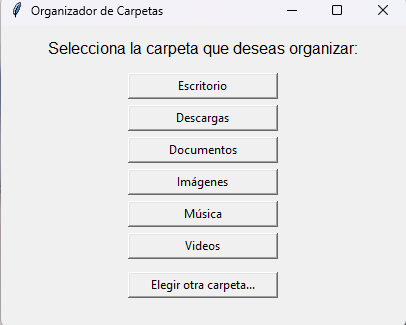 Organizador de Carpetas
Selecciona la carpeta que deseas organizar:
Escritorio
Descargas
Documentos
Imágenes
Música
Videos
Elegir otra carpeta...